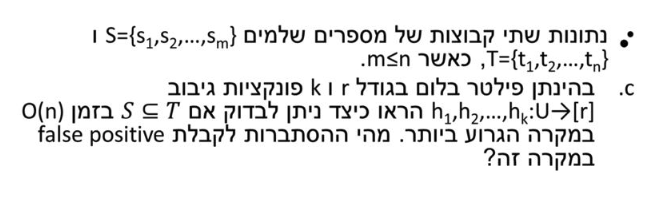 נתונות שתי קבוצות של מספרים שלמים S={s₁,s₂,...,sₘ} ו
T={t₁,t₂,...,tₙ}, כאשר m≤n.
c. בהינתן פילטר בלום בגודל r ו k פונקציות גיבוב
h₁,h₂,...,hₖ:U→[r] הראו כיצד ניתן לבדוק אם S ⊆ T בזמן O(n)
במקרה הגרוע ביותר. מהי ההסתברות לקבלת false positive
במקרה זה?